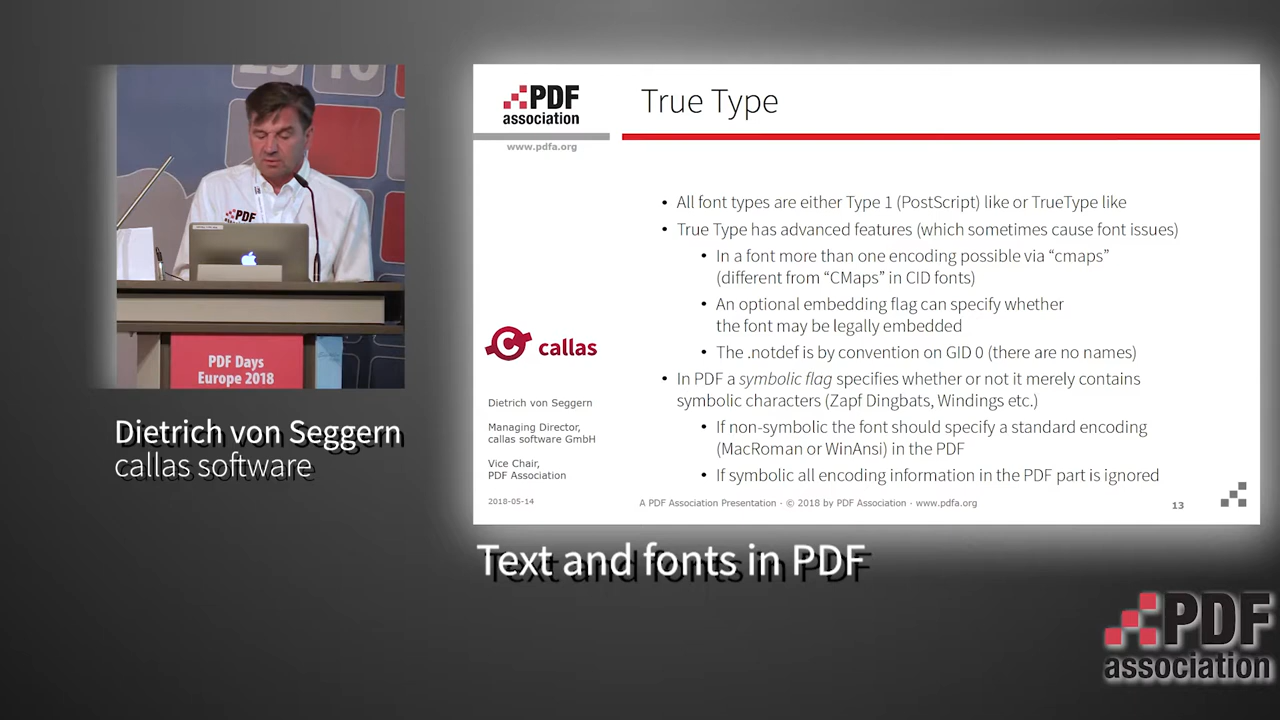 PDF
PDF Days
Europe 2018
Dietrich von Seggern
callas software
PDF
association
www.pdfa.org
True Type
• All font types are either Type 1 (PostScript) like or TrueType like
• True Type has advanced features (which sometimes cause font issues)
• In a font more than one encoding possible via “cmaps”
(different from “CMaps” in CID fonts)
• An optional embedding flag can specify whether
the font may be legally embedded
• The .notdef is by convention on GID 0 (there are no names)
• In PDF a symbolic flag specifies whether or not it merely contains
symbolic characters (Zapf Dingbats, Windings etc.)
• If non-symbolic the font should specify a standard encoding
(MacRoman or WinAnsi) in the PDF
• If symbolic all encoding information in the PDF part is ignored
callas
Dietrich von Seggern
Managing Director,
callas software GmbH
Vice Chair,
PDF Association
2018-05-14
A PDF Association Presentation · © 2018 by PDF Association · www.pdfa.org
13
Text and fonts in PDF
PDF
association